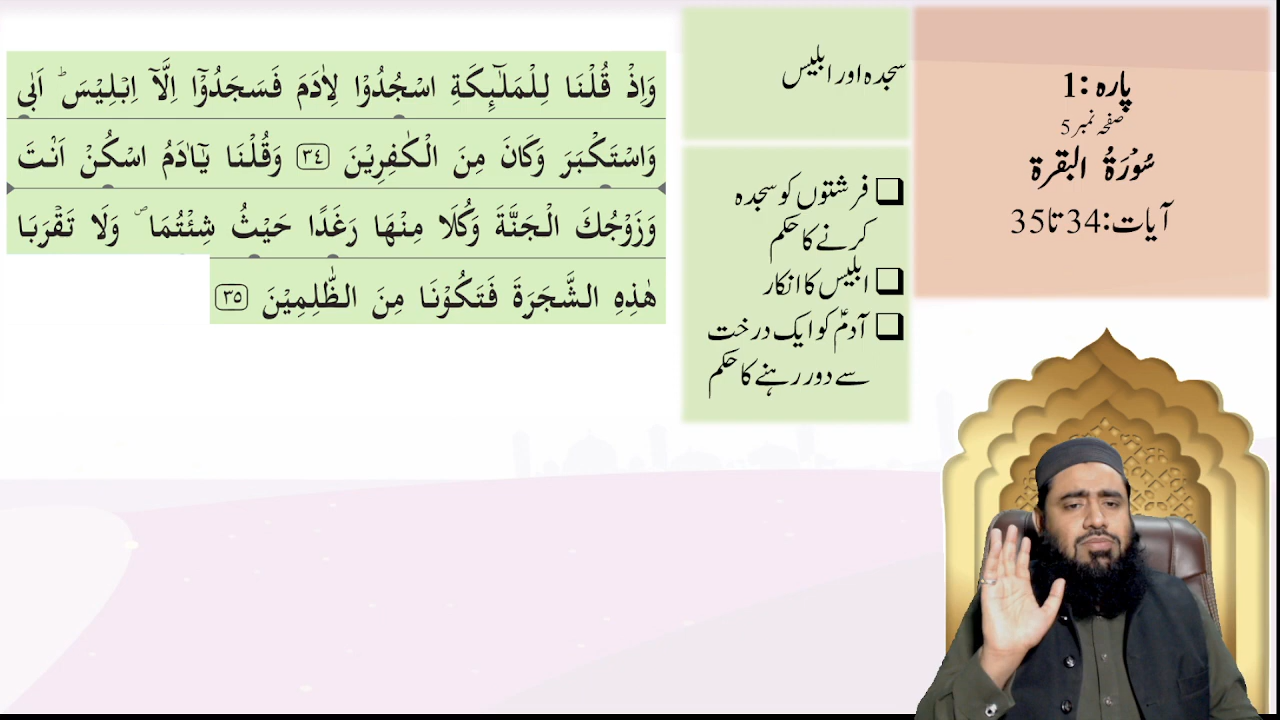 پارہ :1
صفحہ نمبر 5
سُوْرَۃُ البقرۃ
آیات:34 تا35
سجدہ اور ابلیس
❑ فرشتوں کو سجدہ
کرنے کا حکم
❑ ابلیس کا انکار
❑ آدمؑ کو ایک درخت
سے دور رہنے کا حکم
وَاِذْ قُلْنَا لِلْمَلٰٓئِكَةِ اسْجُدُوْا لِاٰدَمَ فَسَجَدُوْٓا اِلَّآ اِبْلِيْسَ ؕ اَبٰى
وَاسْتَكْبَرَ وَكَانَ مِنَ الْكٰفِرِيْنَ ٣٤ وَقُلْنَا يٰٓاٰدَمُ اسْكُنْ اَنْتَ
وَزَوْجُكَ الْجَنَّةَ وَكُلَا مِنْهَا رَغَدًا حَيْثُ شِئْتُمَا ۪ وَلَا تَقْرَبَا
هٰذِهِ الشَّجَرَةَ فَتَكُوْنَا مِنَ الظّٰلِمِيْنَ ٣٥